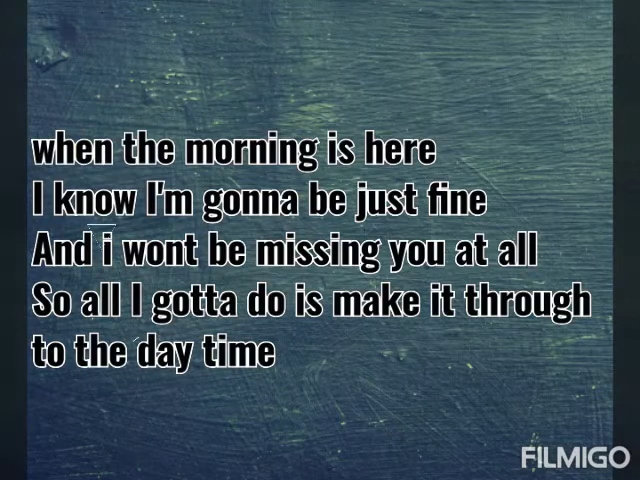 when the morning is here
I know I'm gonna be just fine
And i wont be missing you at all
So all I gotta do is make it through
to the day time
FILMIGO